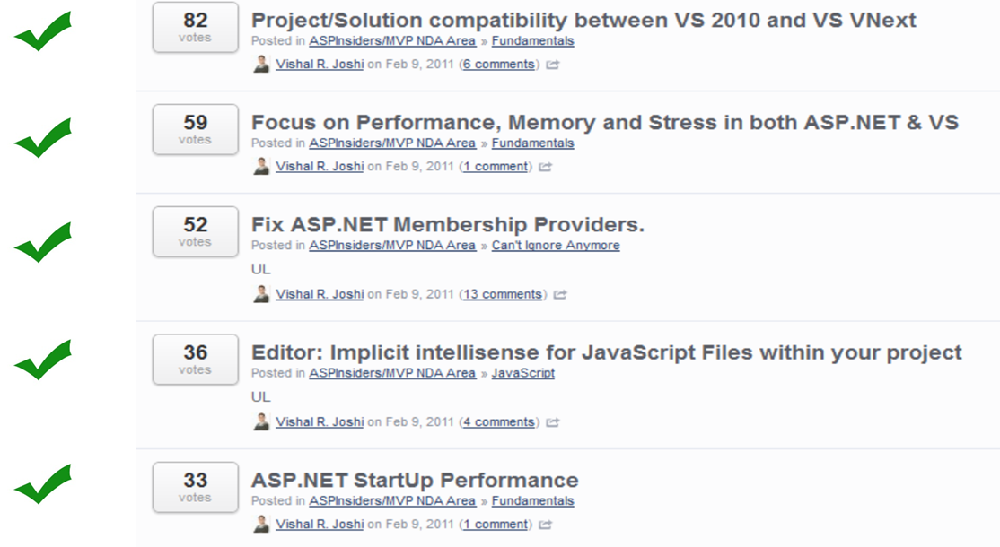 82
votes
Project/Solution compatibility between VS 2010 and VS VNext
Posted in ASPInsiders/MVP NDA Area » Fundamentals
Vishal R. Joshi on Feb 9, 2011 (6 comments)
59
votes
Focus on Performance, Memory and Stress in both ASP.NET & VS
Posted in ASPInsiders/MVP NDA Area » Fundamentals
Vishal R. Joshi on Feb 9, 2011 (1 comment)
52
votes
Fix ASP.NET Membership Providers.
Posted in ASPInsiders/MVP NDA Area » Can't Ignore Anymore
UL
Vishal R. Joshi on Feb 9, 2011 (13 comments)
36
votes
Editor: Implicit intellisense for JavaScript Files within your project
Posted in ASPInsiders/MVP NDA Area » JavaScript
UL
Vishal R. Joshi on Feb 9, 2011 (4 comments)
33
votes
ASP.NET StartUp Performance
Posted in ASPInsiders/MVP NDA Area » Fundamentals
Vishal R. Joshi on Feb 9, 2011 (1 comment)